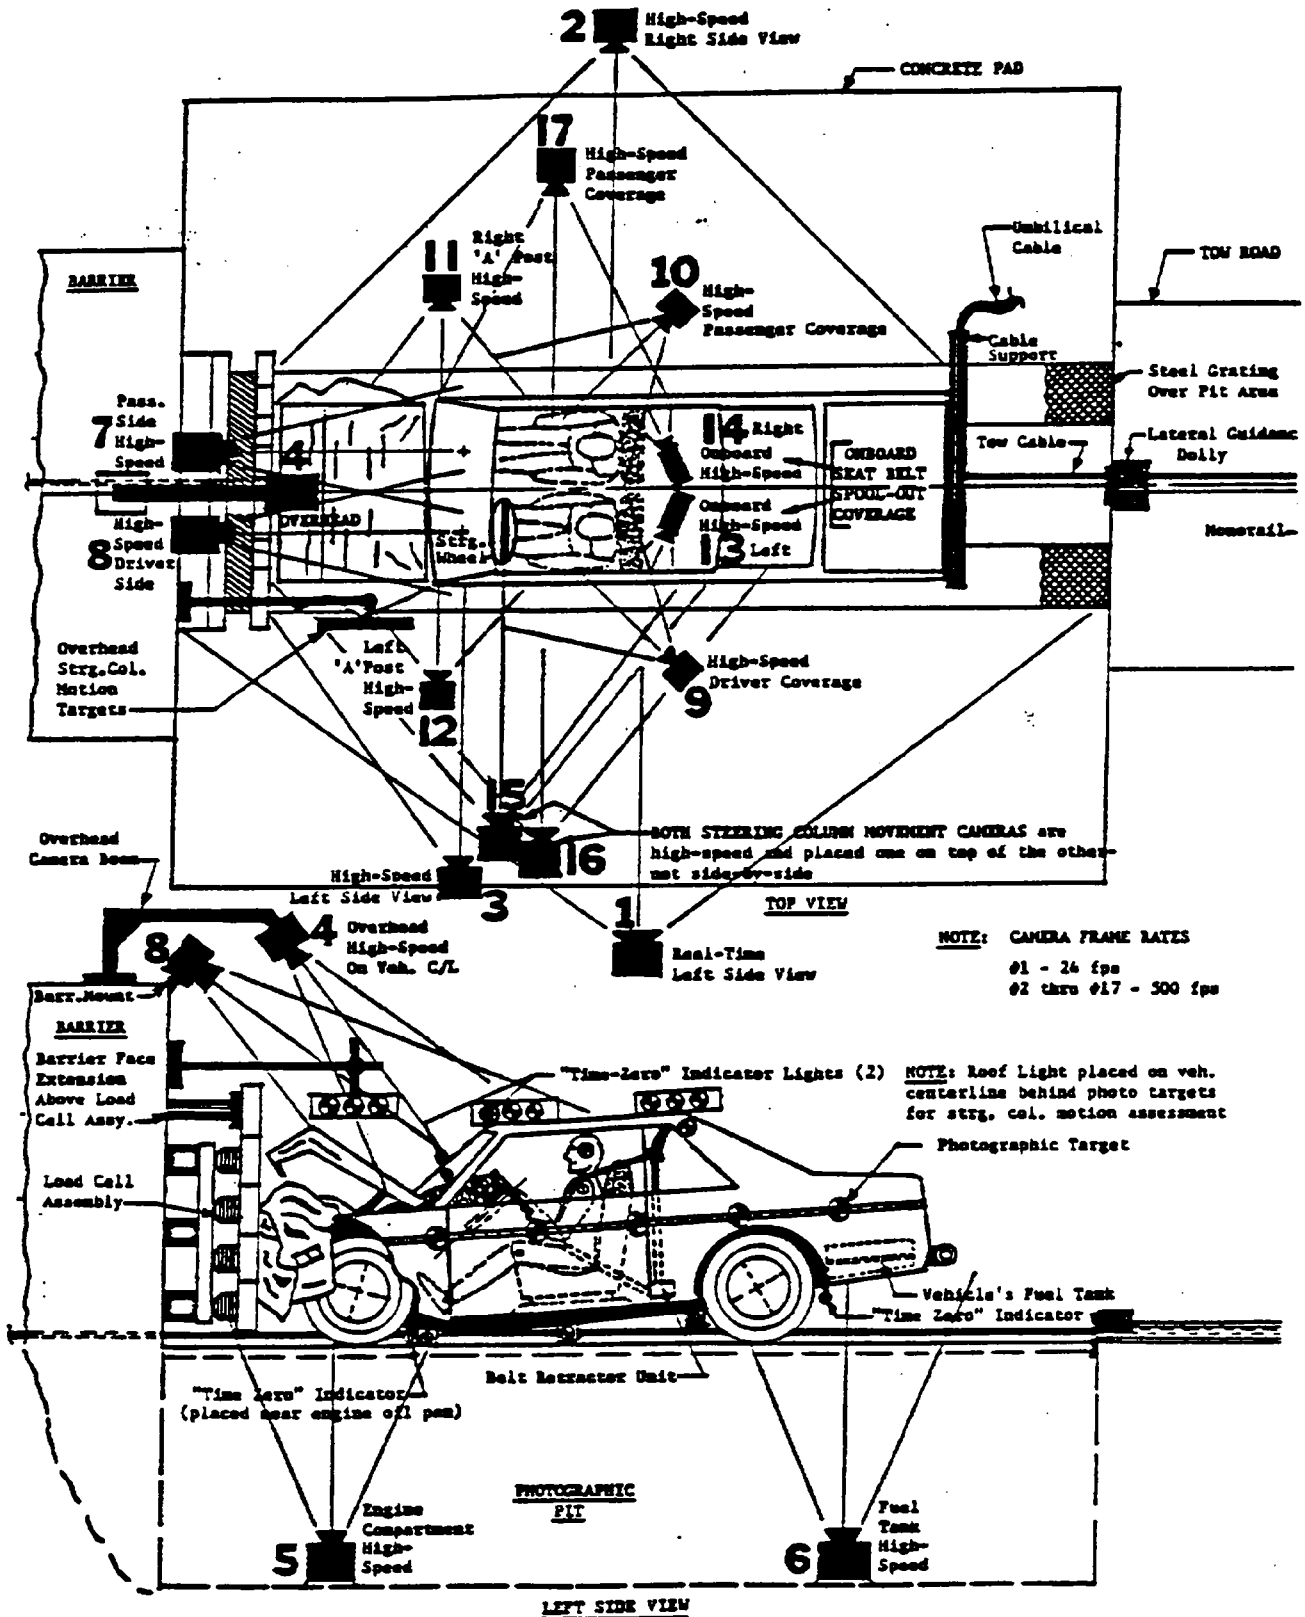 2
High-Speed
Right Side View
CONCRETE PAD
17
High-Speed
Passenger
Coverage
Umbilical
Cable
TOW ROAD
BARRIER
11
Right
'A' Post
High-
Speed
10
High-
Speed
Passenger Coverage
Cable
Support
Steel Grating
Over Pit Area
7
Pass.
Side
High-
Speed
4
OVERHEAD
14 Right
Onboard
High-Speed
Onboard
High-Speed
13 Left
ONBOARD
SEAT BELT
SPOOL-OUT
COVERAGE
Tow Cable
Lateral Guidanc
Dolly
8
High-
Speed
Driver
Side
Strg.
Wheel
Monorail
Overhead
Strg.Col.
Motion
Targets
Left
'A'Post
High-
Speed
12
High-Speed
Driver Coverage
9
15
16
BOTH STEERING COLUMN MOVEMENT CAMERAS are
high-speed and placed one on top of the other-
not side-by-side
High-Speed
Left Side View
3
1
Real-Time
Left Side View
TOP VIEW
Overhead
Camera Boom
8
4
Overhead
High-Speed
On Veh. C/L
NOTE: CAMERA FRAME RATES
#1 - 24 fps
#2 thru #17 - 500 fps
Barr.Mount
BARRIER
Barrier Face
Extension
Above Load
Cell Assy.
"Time-Zero" Indicator Lights (2)
NOTE: Roof Light placed on veh.
centerline behind photo targets
for strg. col. motion assessment
Photographic Target
Load Cell
Assembly
Vehicle's Fuel Tank
"Time Zero" Indicator
Belt Retractor Unit
"Time Zero" Indicator
(placed near engine oil pan)
PHOTOGRAPHIC
PIT
5
Engine
Compartment
High-
Speed
6
Fuel
Tank
High-
Speed
LEFT SIDE VIEW